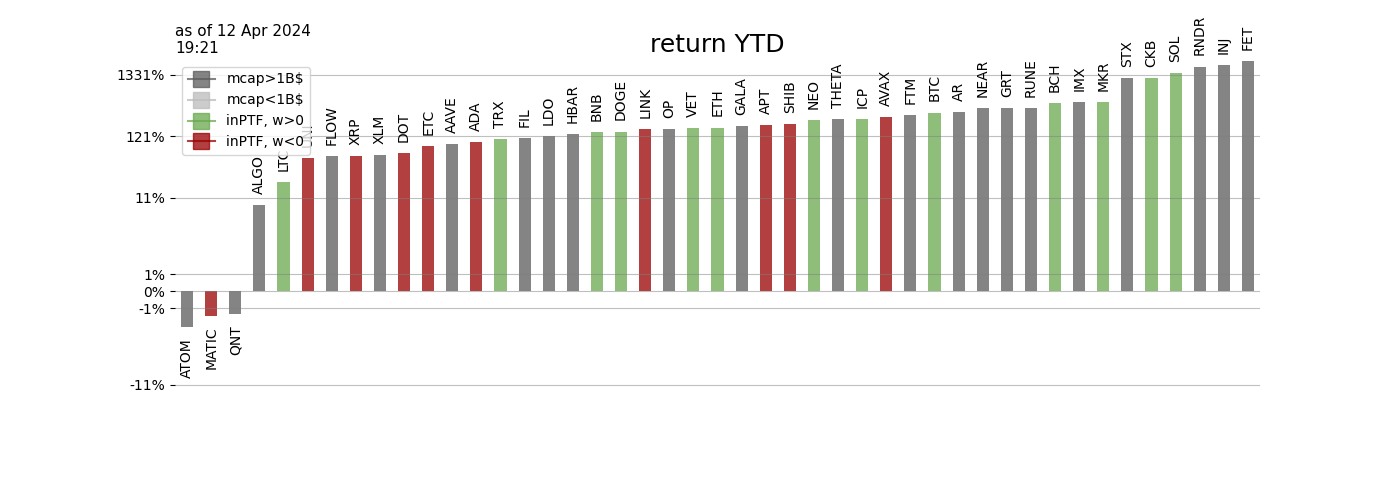 as of 12 Apr 2024
19:21
return YTD
1331%
121%
11%
1%
0%
-1%
-11%
mcap>1B$
mcap<1B$
inPTF, w>0
inPTF, w<0
ATOM
MATIC
QNT
ALGO
LTC
UNI
FLOW
XRP
XLM
DOT
ETC
AAVE
ADA
TRX
FIL
LDO
HBAR
BNB
DOGE
LINK
OP
VET
ETH
GALA
APT
SHIB
NEO
THETA
ICP
AVAX
FTM
BTC
AR
NEAR
GRT
RUNE
BCH
IMX
MKR
STX
CKB
SOL
RNDR
INJ
FET